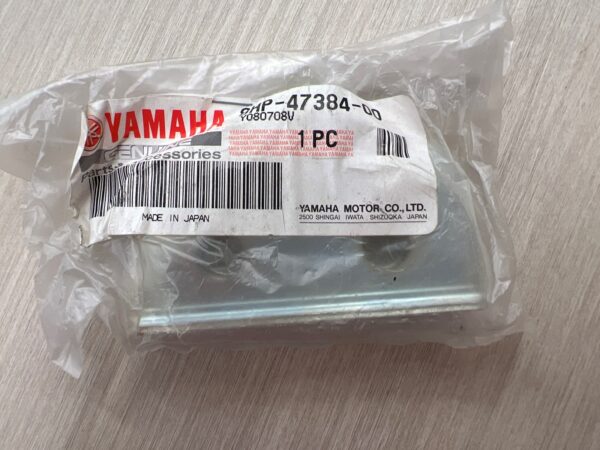 -47384-00
Y080708V
YAMAHA
1 PC
GENUINE
Parts & Accessories
MADE IN JAPAN
YAMAHA MOTOR CO., LTD.
2500 SHINGAI IWATA SHIZUOKA JAPAN